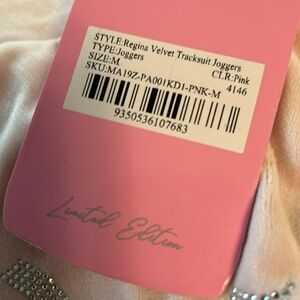 STYLE:Regina Velvet Tracksuit Joggers
TYPE:Joggers CLR:Pink
SIZE:M
SKU:MA19Z-PA001KD1-PNK-M 4146
9350536107683
Limited Edition